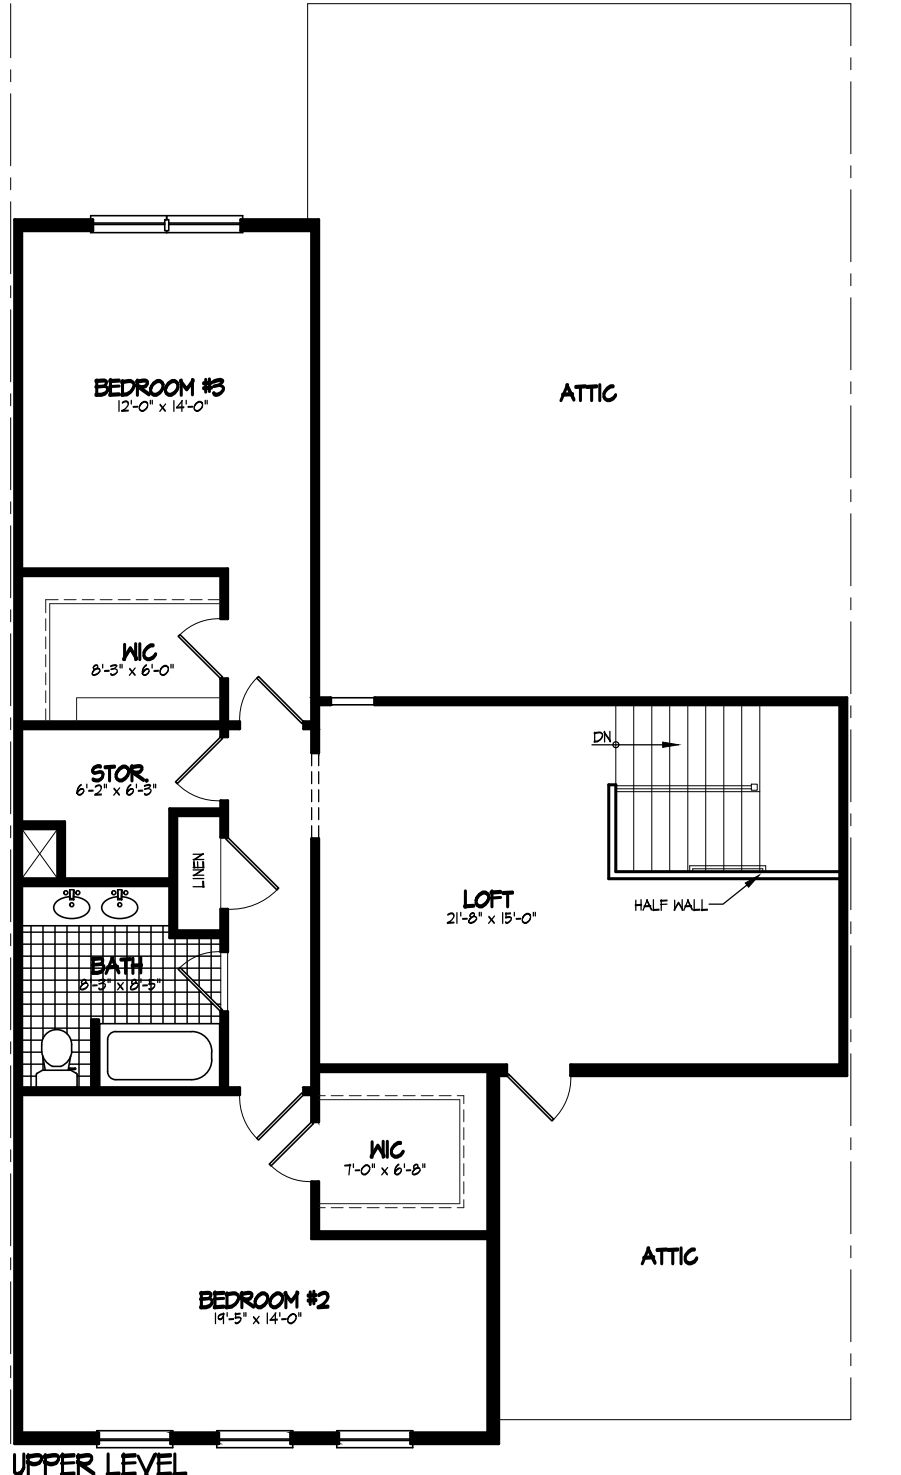 BEDROOM #3
12'-0" x 14'-0"
ATTIC
WIC
8'-3" x 6'-0"
DN
STOR.
6'-2" x 6'-3"
LINEN
LOFT
21'-8" x 15'-0"
HALF WALL
BATH
8'-3" x 8'-5"
WIC
7'-0" x 6'-8"
ATTIC
BEDROOM #2
19'-5" x 14'-0"
UPPER LEVEL